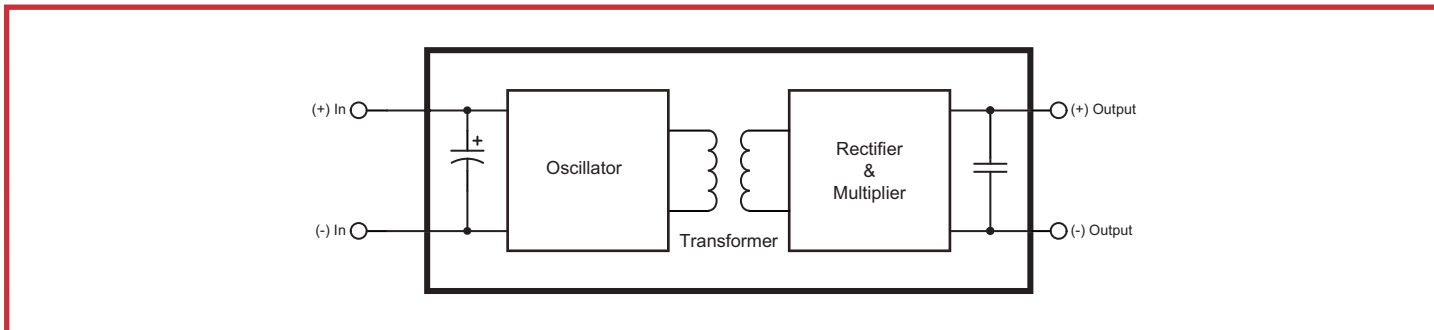 (+) In
+
(-) In
Oscillator
Transformer
Rectifier
&
Multiplier
(+) Output
(-) Output